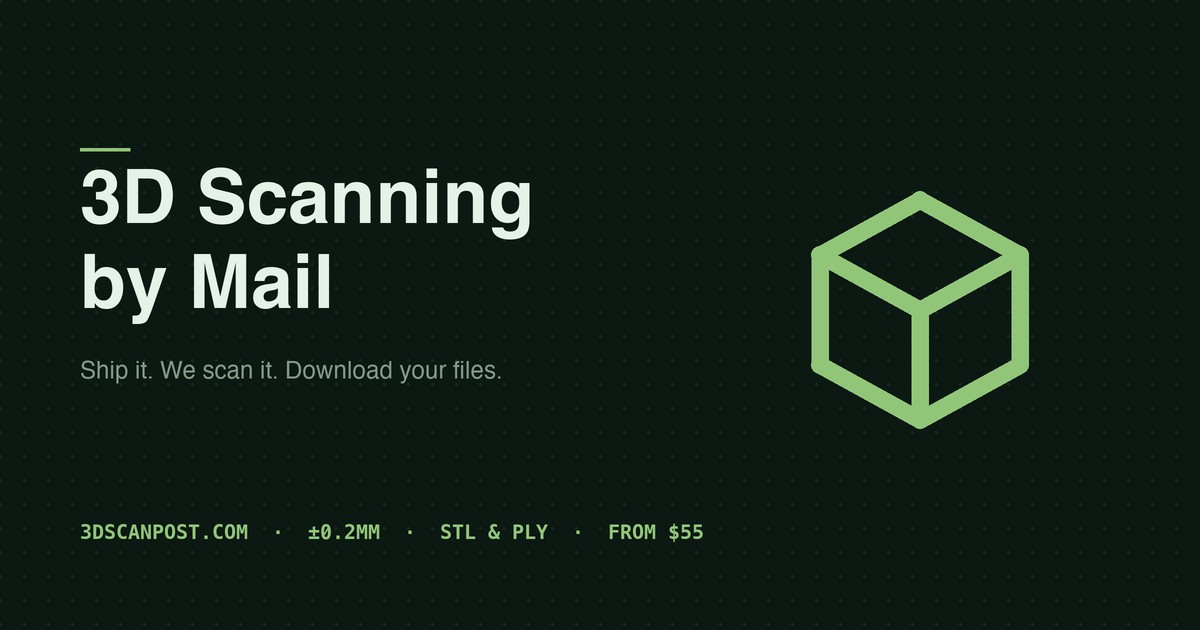 3D Scanning
by Mail
Ship it. We scan it. Download your files.
3DSCANPOST.COM · ±0.2MM · STL & PLY · FROM $55